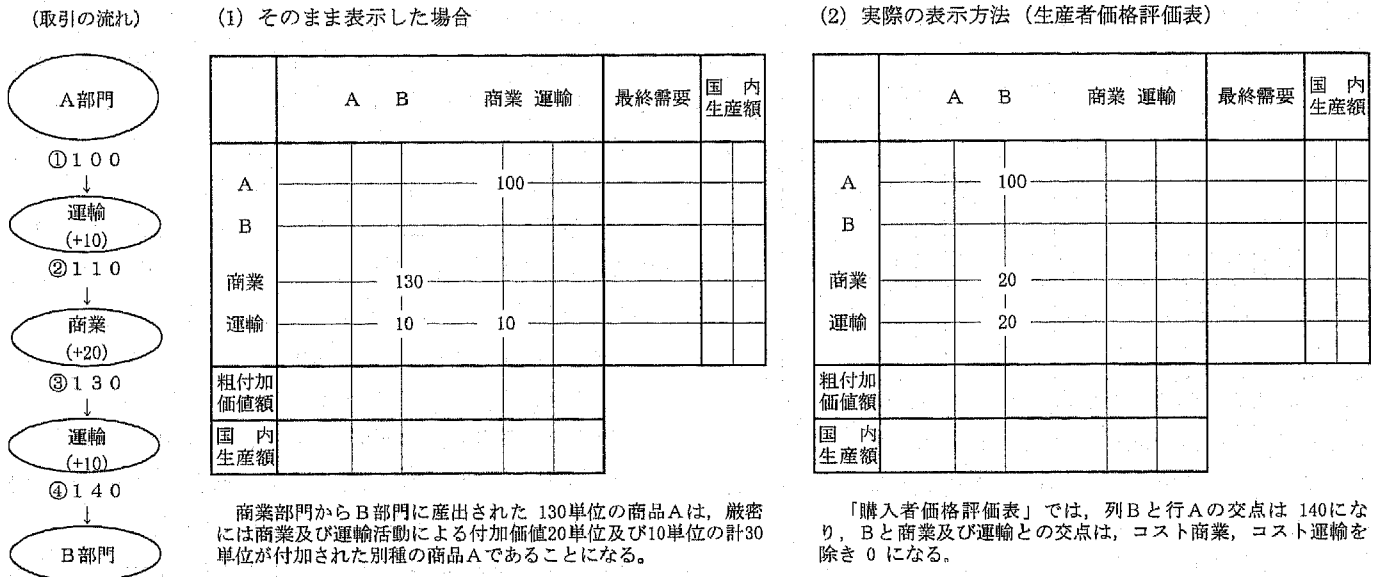 (取引の流れ)
A部門
①100
↓
運輸
(+10)
②110
↓
商業
(+20)
③130
↓
運輸
(+10)
④140
↓
B部門
(1) そのまま表示した場合
A B 商業 運輸 最終需要 国内
生産額
A 100
B
商業 130
運輸 10 10
粗付加
価値額
国内
生産額
商業部門からB部門に産出された 130単位の商品Aは,厳密
には商業及び運輸活動による付加価値20単位及び10単位の計30
単位が付加された別種の商品Aであることになる。
(2) 実際の表示方法(生産者価格評価表)
A B 商業 運輸 最終需要 国内
生産額
A 100
B
商業 20
運輸 20
粗付加
価値額
国内
生産額
「購入者価格評価表」では,列Bと行Aの交点は 140にな
り,Bと商業及び運輸との交点は,コスト商業,コスト運輸を
除き 0 になる。